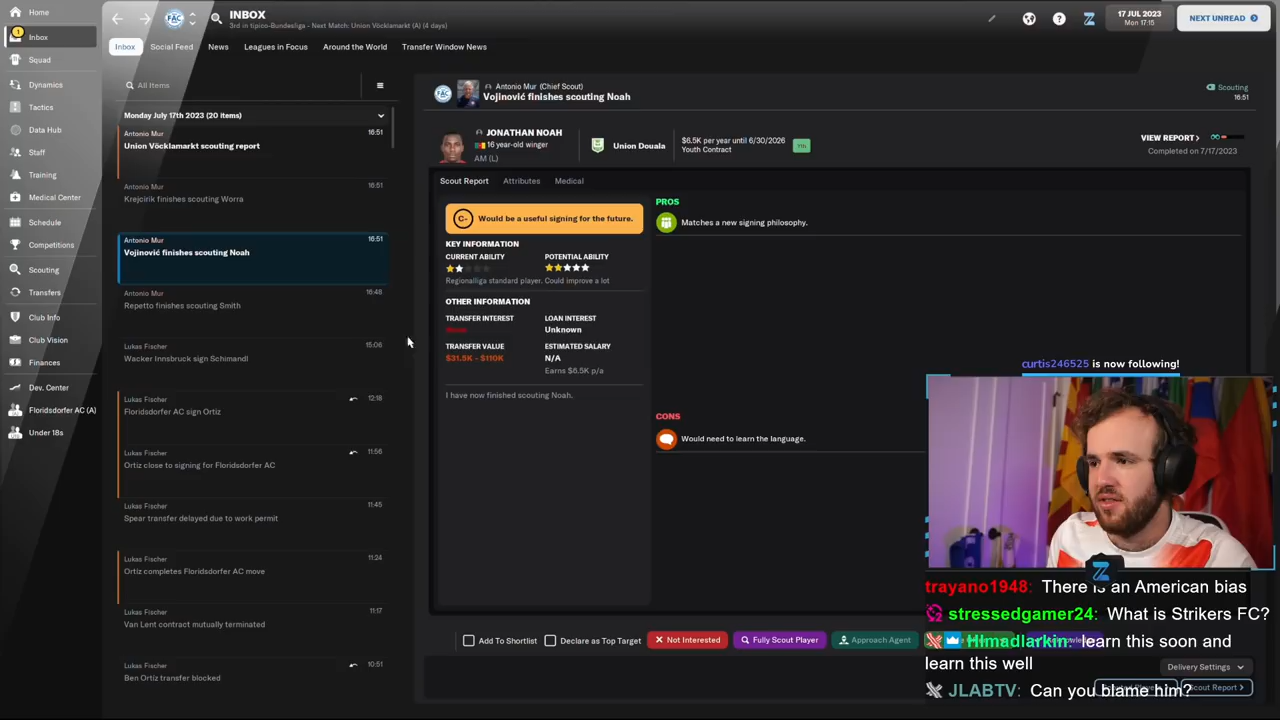 Home
Inbox
1
Squad
Dynamics
Tactics
Data Hub
Staff
Training
Medical Center
Schedule
Competitions
Scouting
Transfers
Club Info
Club Vision
Finances
Dev. Center
Floridsdorfer AC (A)
Under 18s
FAC
INBOX
3rd in tipico-Bundesliga - Next Match: Union Vöcklamarkt (A) (4 days)
17 JUL 2023
Mon 17:15
NEXT UNREAD
Inbox
Social Feed
News
Leagues in Focus
Around the World
Transfer Window News
All Items
Monday July 17th 2023 (20 items)
Antonio Mur 16:51
Union Vöcklamarkt scouting report
Antonio Mur 16:51
Krejcirik finishes scouting Worra
Antonio Mur 16:51
Vojinović finishes scouting Noah
Antonio Mur 16:48
Repetto finishes scouting Smith
Lukas Fischer 15:06
Wacker Innsbruck sign Schimandl
Lukas Fischer 12:18
Floridsdorfer AC sign Ortiz
Lukas Fischer 11:56
Ortiz close to signing for Floridsdorfer AC
Lukas Fischer 11:45
Spear transfer delayed due to work permit
Lukas Fischer 11:24
Ortiz completes Floridsdorfer AC move
Lukas Fischer 11:17
Van Lent contract mutually terminated
Lukas Fischer 10:51
Ben Ortíz transfer blocked
FAC
Antonio Mur (Chief Scout)
Vojinović finishes scouting Noah
Scouting
16:51
JONATHAN NOAH
16 year-old winger
AM (L)
Union Douala
$6.5K per year until 6/30/2026
Youth Contract
VIEW REPORT
Completed on 7/17/2023
Scout Report
Attributes
Medical
C- Would be a useful signing for the future.
KEY INFORMATION
CURRENT ABILITY
POTENTIAL ABILITY
Regionalliga standard player. Could improve a lot
OTHER INFORMATION
TRANSFER INTEREST
LOAN INTEREST
None
Unknown
TRANSFER VALUE
ESTIMATED SALARY
$31.5K - $110K
N/A
Earns $6.5K p/a
I have now finished scouting Noah.
PROS
Matches a new signing philosophy.
CONS
Would need to learn the language.
Add To Shortlist
Declare as Top Target
Not Interested
Fully Scout Player
Approach Agent
Delivery Settings
Scout Report
curtis246525 is now following!
trayano1948: There is an American bias
stressedgamer24: What is Strikers FC?
Himadlarkin: learn this soon and
learn this well
JLABTV: Can you blame him?